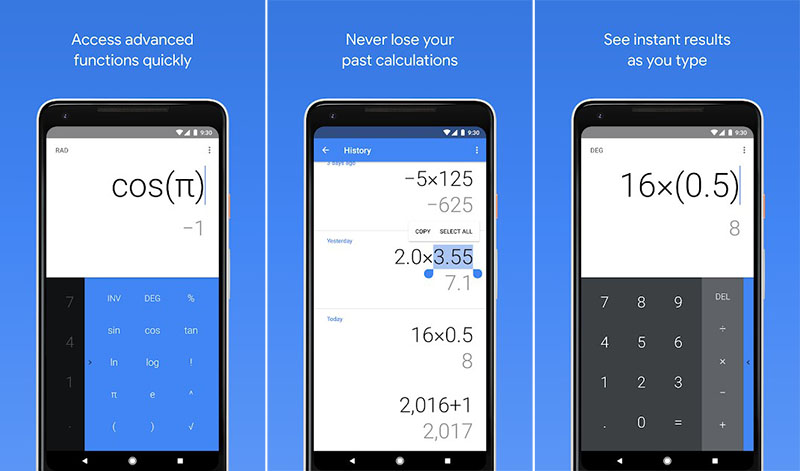 Access advanced
functions quickly
9:30
RAD
cos(π)
−1
7
4
1
.
INV DEG %
sin cos tan
ln log !
π e ^
( ) √
Never lose your
past calculations
9:30
History
3 days ago
−5×125
−625
COPY SELECT ALL
Yesterday
2.0×3.55
7.1
Today
16×0.5
8
2,016+1
2,017
See instant results
as you type
9:30
DEG
16×(0.5)
8
7 8 9 DEL
÷
4 5 6
×
1 2 3
−
. 0 = +